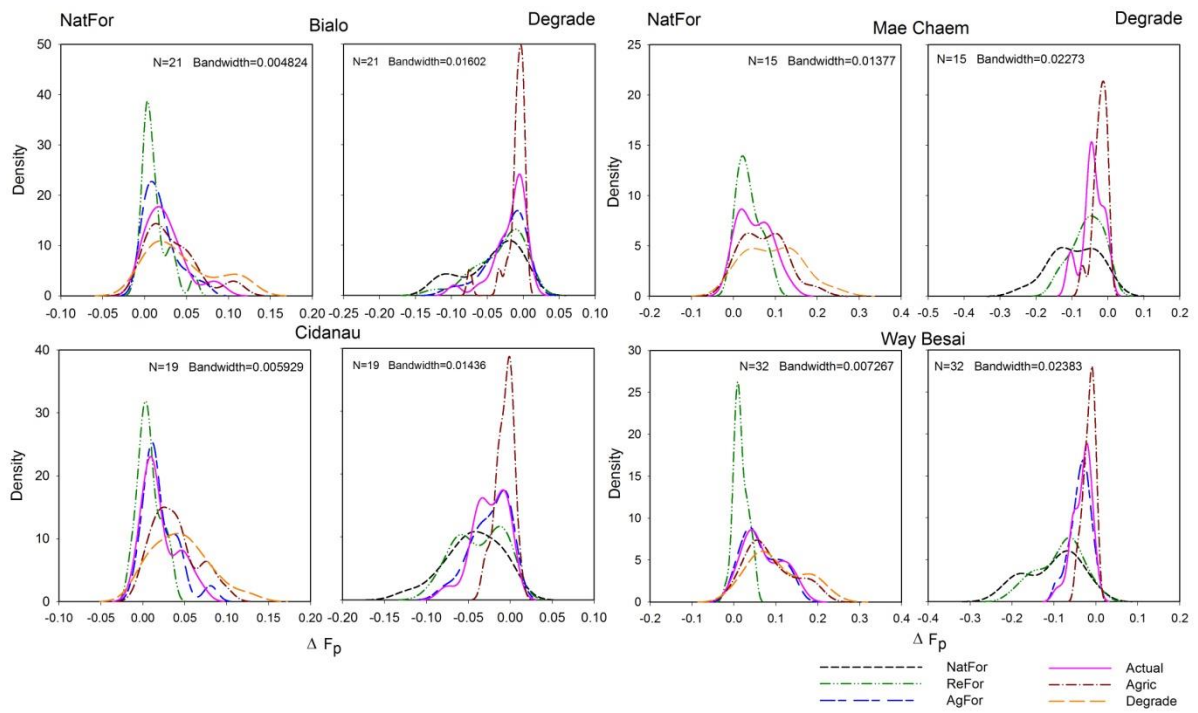 NatFor Bialo Degrade NatFor Mae Chaem Degrade
N=21 Bandwidth=0.004824
N=21 Bandwidth=0.01602
N=15 Bandwidth=0.01377
N=15 Bandwidth=0.02273
50
40
30
20
10
0
Density
-0.10 -0.05 0.00 0.05 0.10 0.15 0.20
-0.20 -0.15 -0.10 -0.05 0.00 0.05 0.10
25
20
15
10
5
0
Density
-0.2 -0.1 0.0 0.1 0.2 0.3 0.4
-0.5 -0.4 -0.3 -0.2 -0.1 0.0 0.1 0.2
Cidanau Way Besai
N=19 Bandwidth=0.005929
N=19 Bandwidth=0.01436
N=32 Bandwidth=0.007267
N=32 Bandwidth=0.02383
40
30
20
10
0
Density
-0.10 -0.05 0.00 0.05 0.10 0.15 0.20
-0.20 -0.15 -0.10 -0.05 0.00 0.05 0.10
30
25
20
15
10
5
0
Density
-0.2 -0.1 0.0 0.1 0.2 0.3 0.4
-0.4 -0.3 -0.2 -0.1 0.0 0.1 0.2
Δ Fp
Δ Fp
NatFor Actual
ReFor Agric
AgFor Degrade